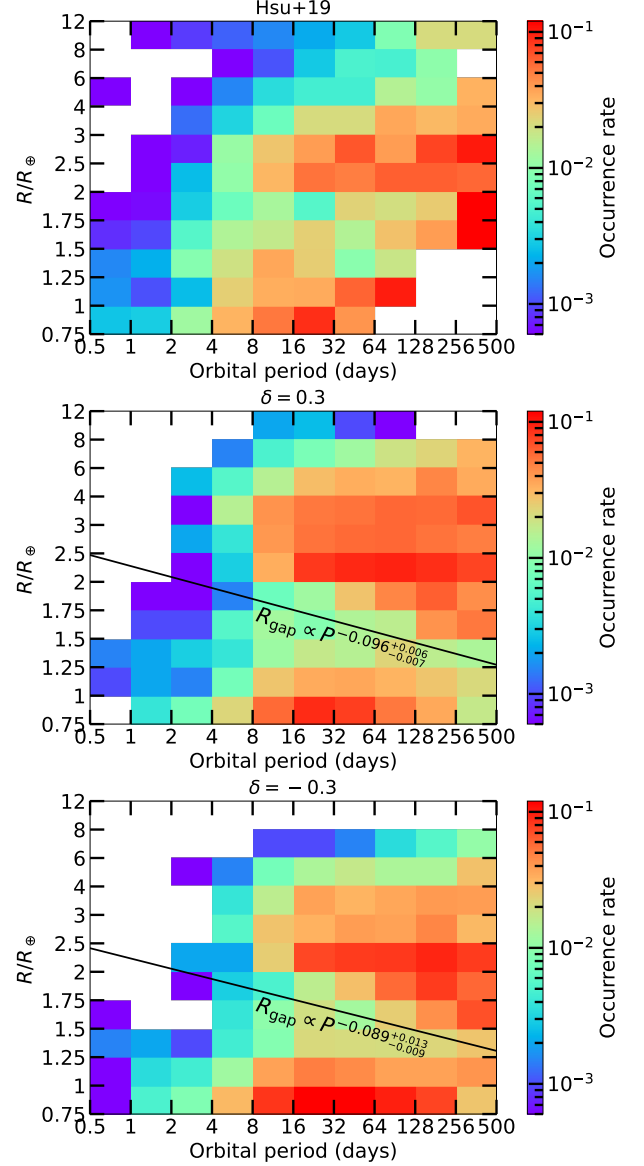 Hsu+19
12
8
6
4
3
2.5
2
1.75
1.5
1.25
1
0.75
R/R⊕
0.5 1 2 4 8 16 32 64 128 256 500
Orbital period (days)
10⁻¹
10⁻²
10⁻³
Occurrence rate
δ = 0.3
12
8
6
4
3
2.5
2
1.75
1.5
1.25
1
0.75
R/R⊕
R_gap ∝ P^−0.096^{+0.006}_{−0.007}
0.5 1 2 4 8 16 32 64 128 256 500
Orbital period (days)
10⁻¹
10⁻²
10⁻³
Occurrence rate
δ = − 0.3
12
8
6
4
3
2.5
2
1.75
1.5
1.25
1
0.75
R/R⊕
R_gap ∝ P^−0.089^{+0.013}_{−0.009}
0.5 1 2 4 8 16 32 64 128 256 500
Orbital period (days)
10⁻¹
10⁻²
10⁻³
Occurrence rate